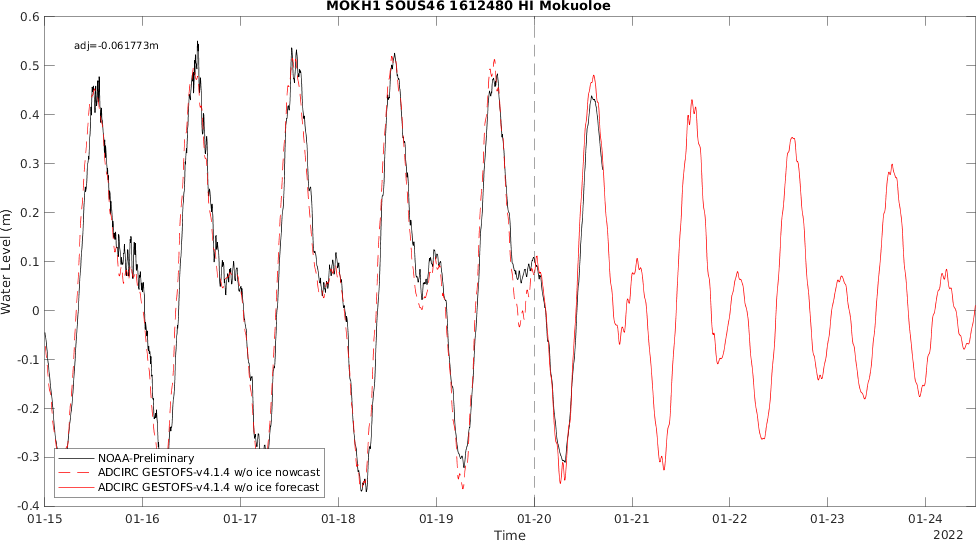 MOKH1 SOUS46 1612480 HI Mokuoloe
adj=-0.061773m
Water Level (m)
0.6
0.5
0.4
0.3
0.2
0.1
0
-0.1
-0.2
-0.3
-0.4
NOAA-Preliminary
ADCIRC GESTOFS-v4.1.4 w/o ice nowcast
ADCIRC GESTOFS-v4.1.4 w/o ice forecast
01-15 01-16 01-17 01-18 01-19 01-20 01-21 01-22 01-23 01-24
Time
2022